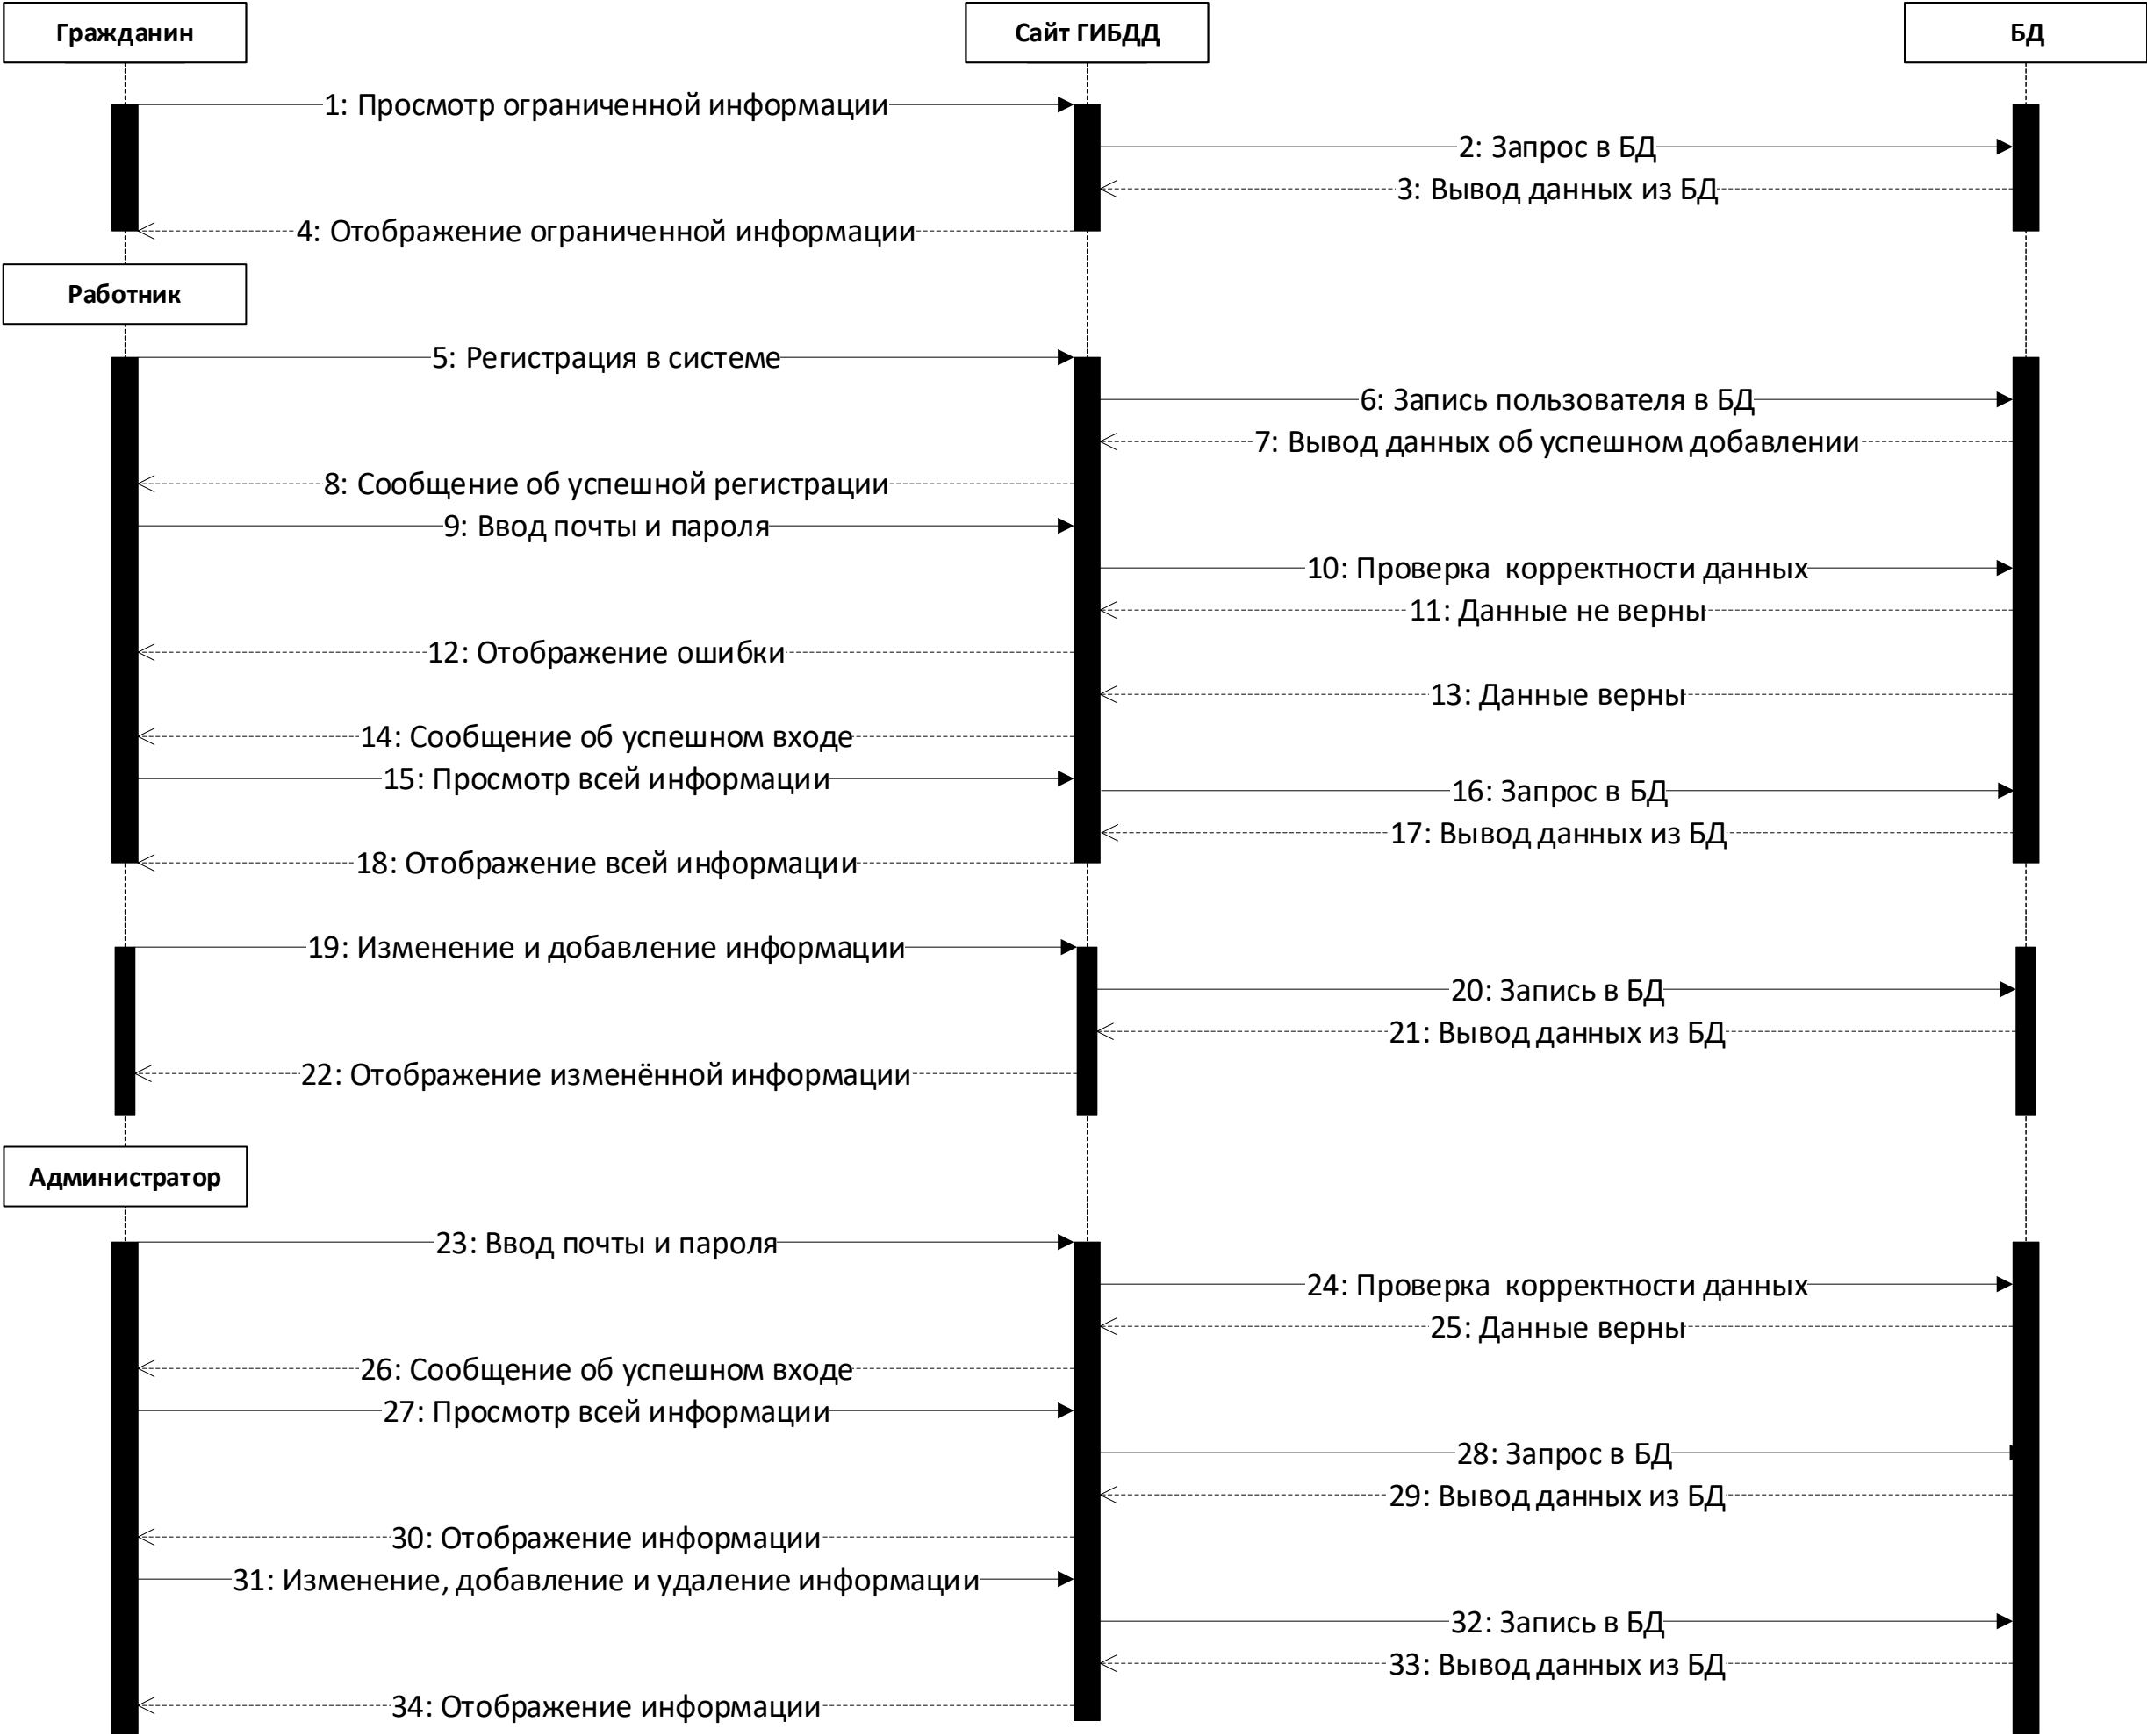 Гражданин
Сайт ГИБДД
БД
1: Просмотр ограниченной информации
2: Запрос в БД
3: Вывод данных из БД
4: Отображение ограниченной информации
Работник
5: Регистрация в системе
6: Запись пользователя в БД
7: Вывод данных об успешном добавлении
8: Сообщение об успешной регистрации
9: Ввод почты и пароля
10: Проверка  корректности данных
11: Данные не верны
12: Отображение ошибки
13: Данные верны
14: Сообщение об успешном входе
15: Просмотр всей информации
16: Запрос в БД
17: Вывод данных из БД
18: Отображение всей информации
19: Изменение и добавление информации
20: Запись в БД
21: Вывод данных из БД
22: Отображение изменённой информации
Администратор
23: Ввод почты и пароля
24: Проверка  корректности данных
25: Данные верны
26: Сообщение об успешном входе
27: Просмотр всей информации
28: Запрос в БД
29: Вывод данных из БД
30: Отображение информации
31: Изменение, добавление и удаление информации
32: Запись в БД
33: Вывод данных из БД
34: Отображение информации